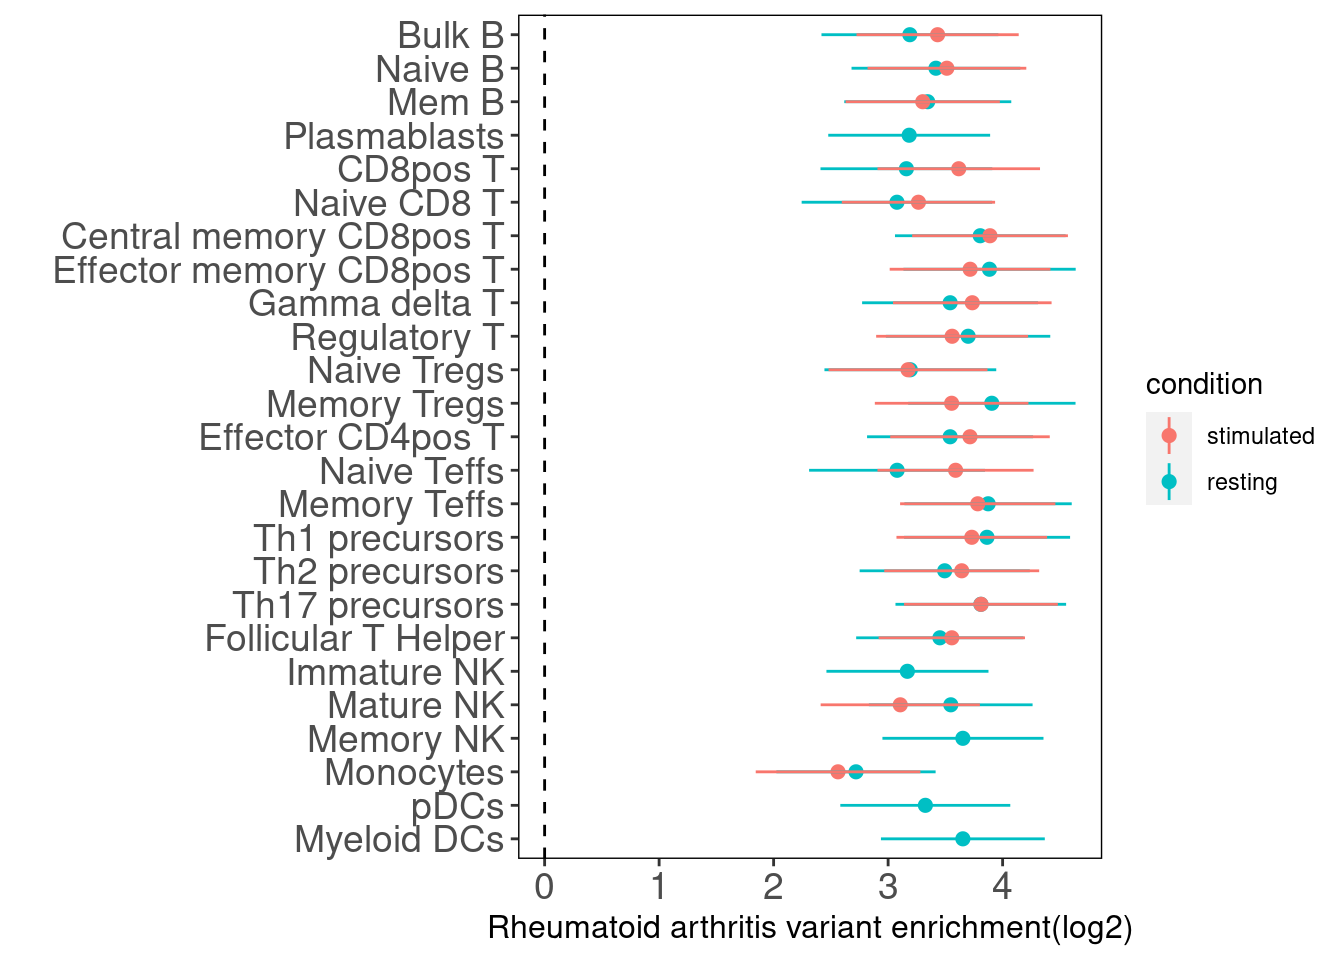 Bulk B
Naive B
Mem B
Plasmablasts
CD8pos T
Naive CD8 T
Central memory CD8pos T
Effector memory CD8pos T
Gamma delta T
Regulatory T
Naive Tregs
Memory Tregs
Effector CD4pos T
Naive Teffs
Memory Teffs
Th1 precursors
Th2 precursors
Th17 precursors
Follicular T Helper
Immature NK
Mature NK
Memory NK
Monocytes
pDCs
Myeloid DCs
0 1 2 3 4
Rheumatoid arthritis variant enrichment(log2)
condition
stimulated
resting